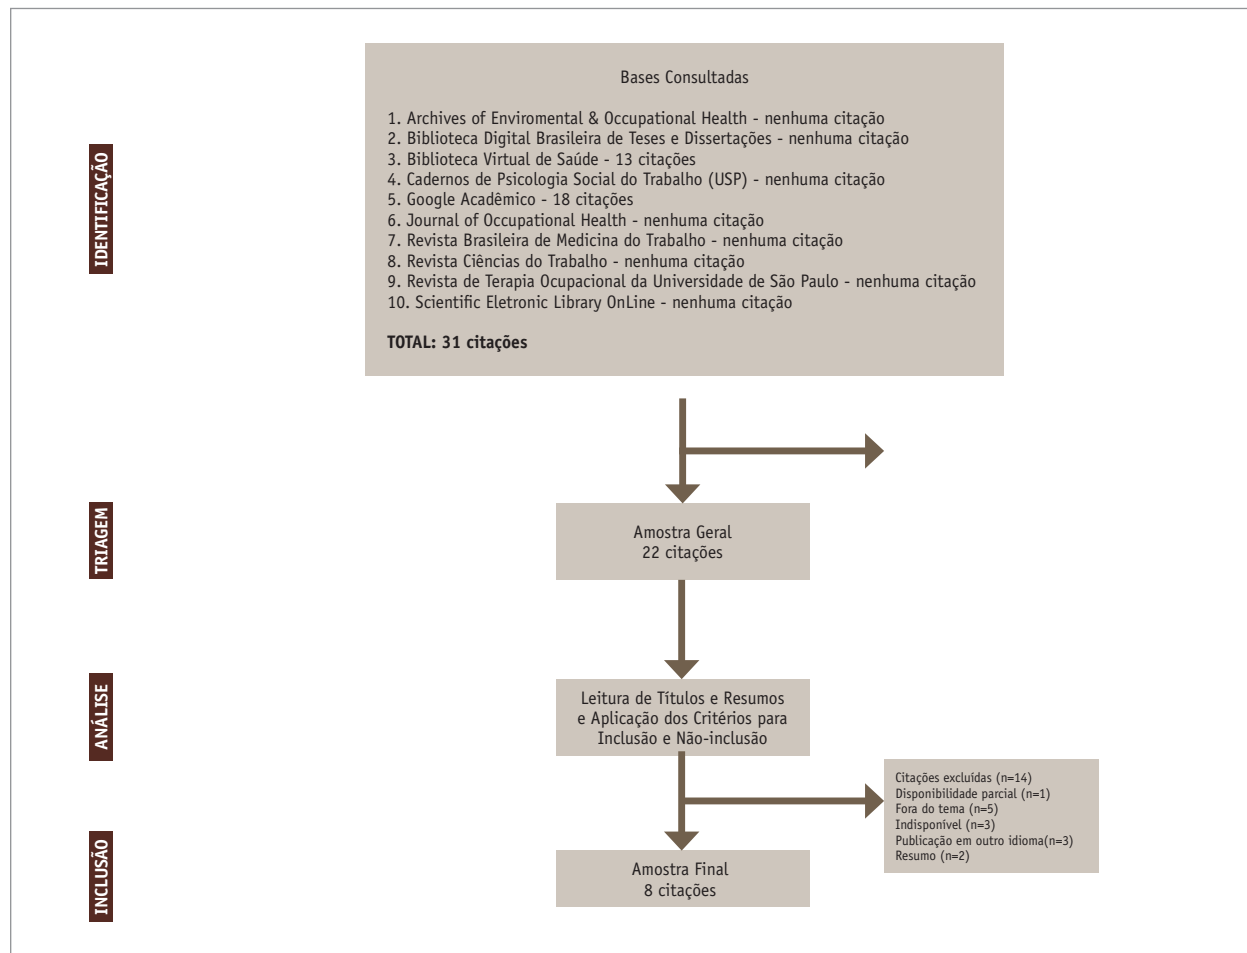 IDENTIFICAÇÃO
Bases Consultadas
1. Archives of Enviromental & Occupational Health - nenhuma citação
2. Biblioteca Digital Brasileira de Teses e Dissertações - nenhuma citação
3. Biblioteca Virtual de Saúde - 13 citações
4. Cadernos de Psicologia Social do Trabalho (USP) - nenhuma citação
5. Google Acadêmico - 18 citações
6. Journal of Occupational Health - nenhuma citação
7. Revista Brasileira de Medicina do Trabalho - nenhuma citação
8. Revista Ciências do Trabalho - nenhuma citação
9. Revista de Terapia Ocupacional da Universidade de São Paulo - nenhuma citação
10. Scientific Eletronic Library OnLine - nenhuma citação
TOTAL: 31 citações
TRIAGEM
Amostra Geral
22 citações
ANÁLISE
Leitura de Títulos e Resumos
e Aplicação dos Critérios para
Inclusão e Não-inclusão
Citações excluídas (n=14)
Disponibilidade parcial (n=1)
Fora do tema (n=5)
Indisponível (n=3)
Publicação em outro idioma(n=3)
Resumo (n=2)
INCLUSÃO
Amostra Final
8 citações